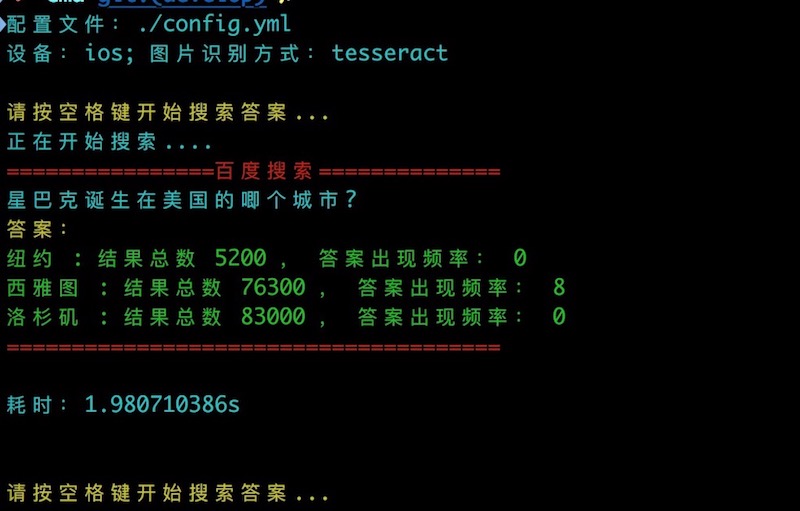 配置文件: ./config.yml
设备: ios; 图片识别方式: tesseract
请按空格键开始搜索答案...
正在开始搜索....
================百度搜索==============
星巴克诞生在美国的唧个城市?
答案:
纽约 : 结果总数 5200 , 答案出现频率: 0
西雅图 : 结果总数 76300 , 答案出现频率: 8
洛杉矶 : 结果总数 83000 , 答案出现频率: 0
======================================
耗时: 1.980710386s
请按空格键开始搜索答案...